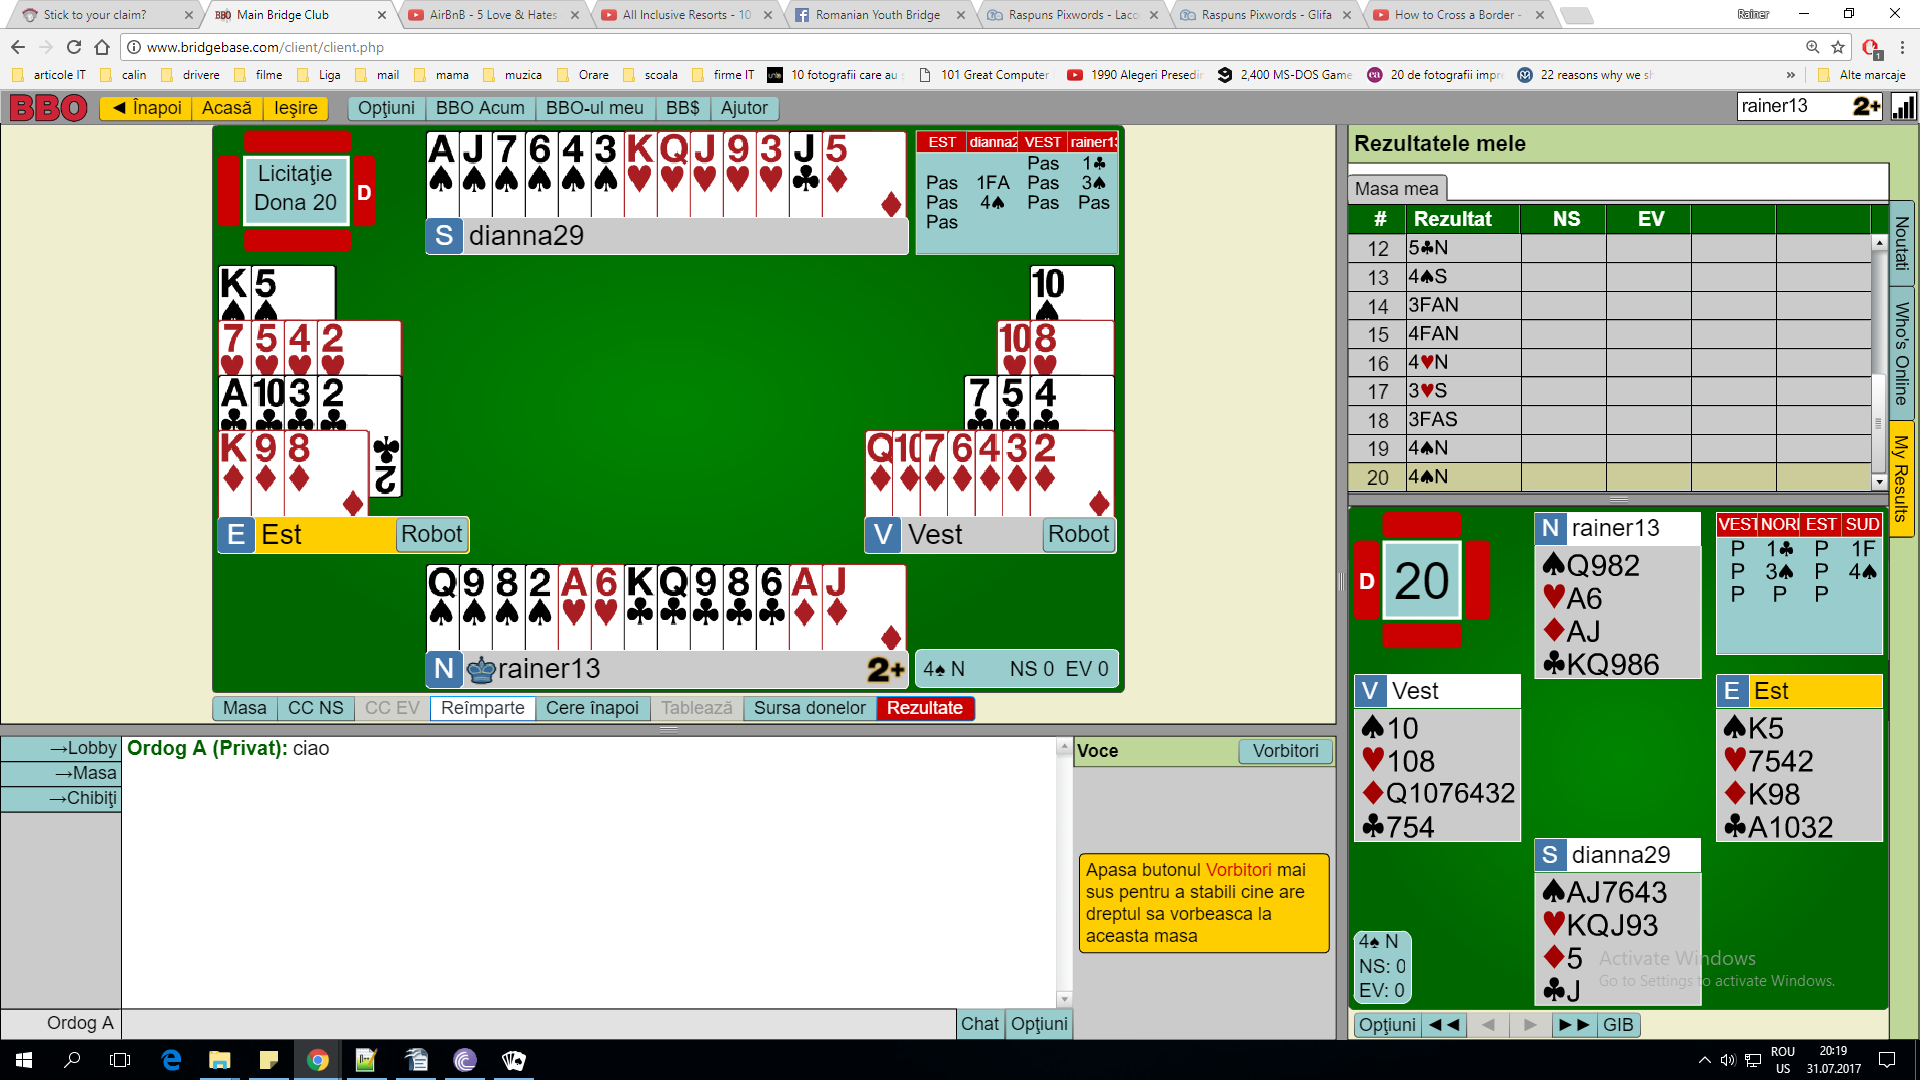 Stick to your claim?
Main Bridge Club
AirBnB - 5 Love & Hates
All Inclusive Resorts - 10
Romanian Youth Bridge
Raspuns Pixwords - Laco
Raspuns Pixwords - Glifa
How to Cross a Border -
Rainer
www.bridgebase.com/client/client.php
articole IT
calin
drivere
filme
Liga
mail
mama
muzica
Orare
scoala
firme IT
10 fotografii care au
101 Great Computer
1990 Alegeri Presedin
2,400 MS-DOS Game
20 de fotografii impre
22 reasons why we sh
»
Alte marcaje
BBO
◄ Înapoi
Acasă
Ieşire
Opţiuni
BBO Acum
BBO-ul meu
BB$
Ajutor
rainer13 2+
Licitaţie
Dona 20
D
A J 7 6 4 3 K Q J 9 3 J 5
S dianna29
EST dianna2 VEST rainer1
Pas 1♣
Pas 1FA Pas 3♠
Pas 4♠ Pas Pas
Pas
K 5
7 5 4 2
A 10 3 2
K 9 8
2
E Est Robot
10
10 8
7 5 4
Q 10 7 6 4 3 2
V Vest Robot
Q 9 8 2 A 6 K Q 9 8 6 A J
N rainer13 2+
4♠ N NS 0 EV 0
Masa
CC NS
CC EV
Reîmparte
Cere înapoi
Tablează
Sursa donelor
Rezultate
→Lobby
→Masa
→Chibiţi
Ordog A (Privat): ciao
Ordog A
Chat
Opţiuni
Voce
Vorbitori
Apasa butonul Vorbitori mai
sus pentru a stabili cine are
dreptul sa vorbeasca la
aceasta masa
Rezultatele mele
Masa mea
# Rezultat NS EV
12 5♣N
13 4♠S
14 3FAN
15 4FAN
16 4♥N
17 3♥S
18 3FAS
19 4♠N
20 4♠N
Noutati
Who's Online
My Results
D
20
N rainer13
♠Q982
♥A6
♦AJ
♣KQ986
VEST NORI EST SUD
P 1♣ P 1F
P 3♠ P 4♠
P P P
V Vest
♠10
♥108
♦Q1076432
♣754
E Est
♠K5
♥7542
♦K98
♣A1032
S dianna29
♠AJ7643
♥KQJ93
♦5
♣J
4♠ N
NS: 0
EV: 0
Activate Windows
Go to Settings to activate Windows.
Opţiuni
◄◄
◄
►
►►
GIB
ROU
US
20:19
31.07.2017